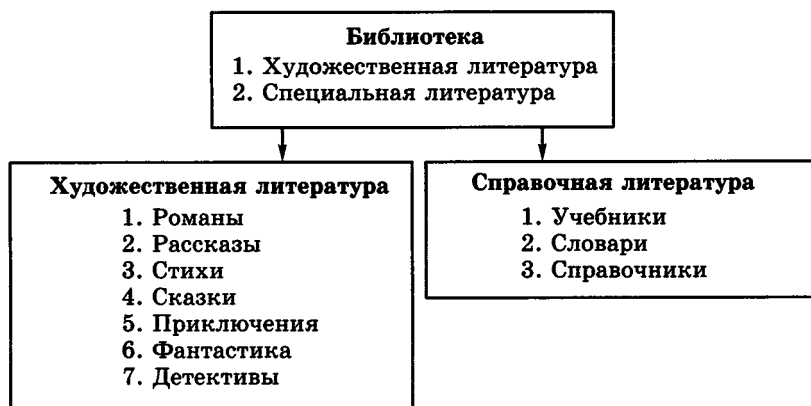 Библиотека
1. Художественная литература
2. Специальная литература
Художественная литература
1. Романы
2. Рассказы
3. Стихи
4. Сказки
5. Приключения
6. Фантастика
7. Детективы
Справочная литература
1. Учебники
2. Словари
3. Справочники